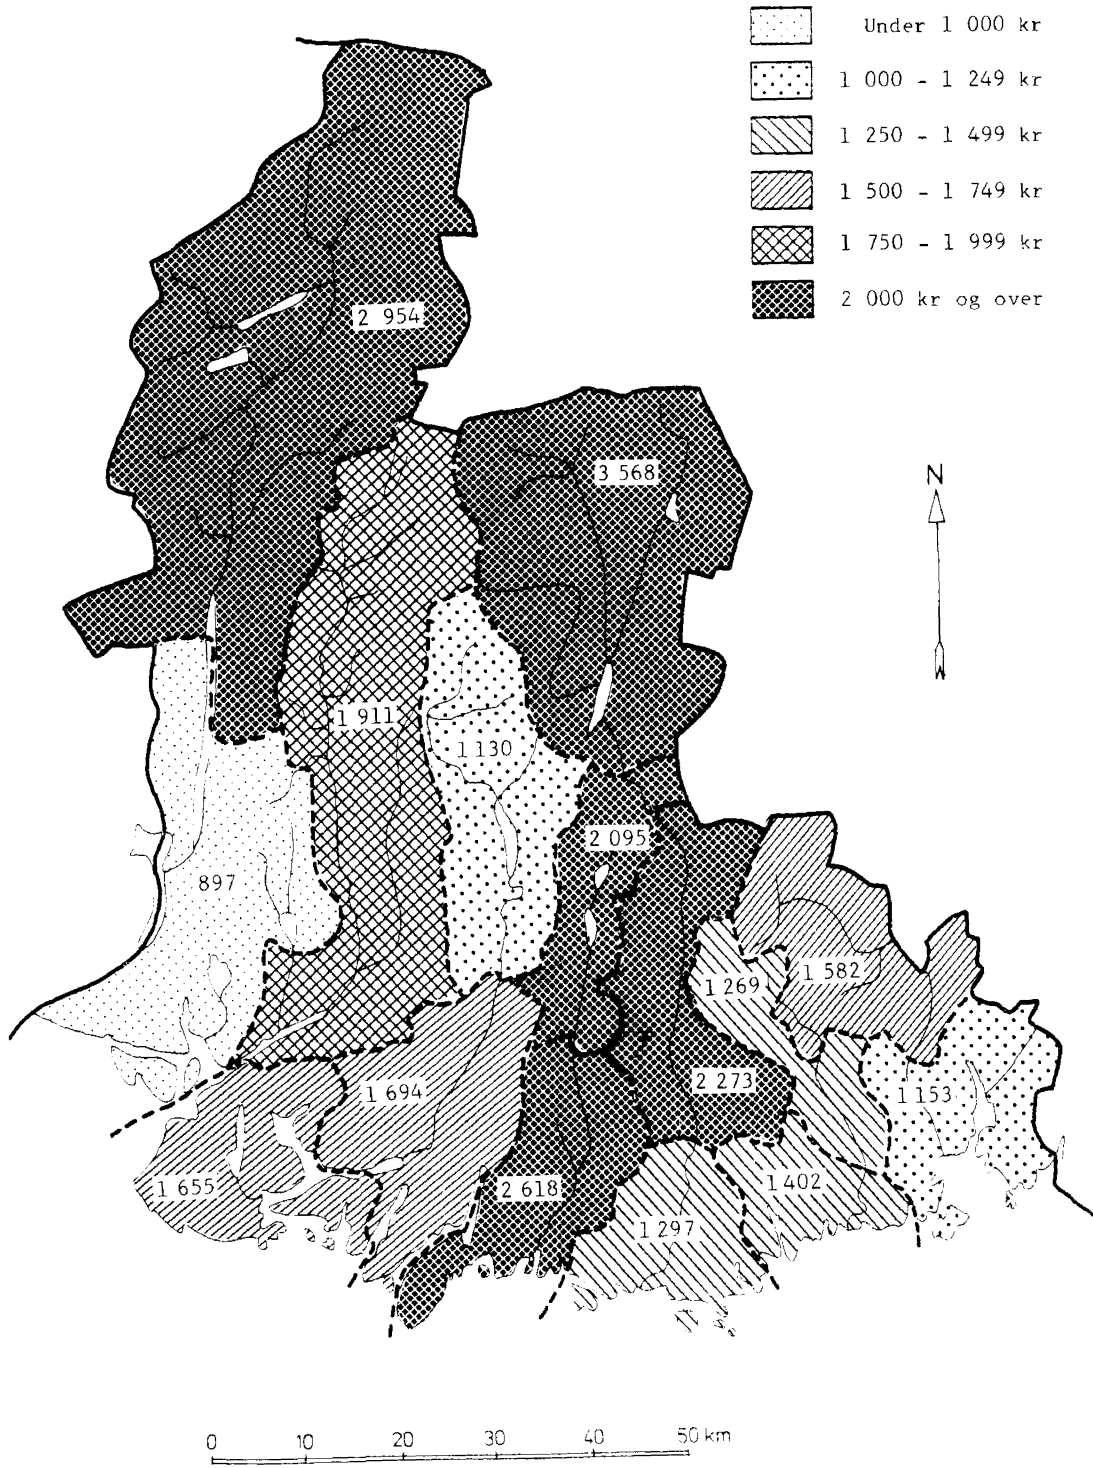 Under 1 000 kr
1 000 - 1 249 kr
1 250 - 1 499 kr
1 500 - 1 749 kr
1 750 - 1 999 kr
2 000 kr og over
2 954
3 568
N
1 911
1 130
2 095
897
1 269
1 582
1 694
2 273
1 153
1 655
2 618
1 402
1 297
0 10 20 30 40 50 km